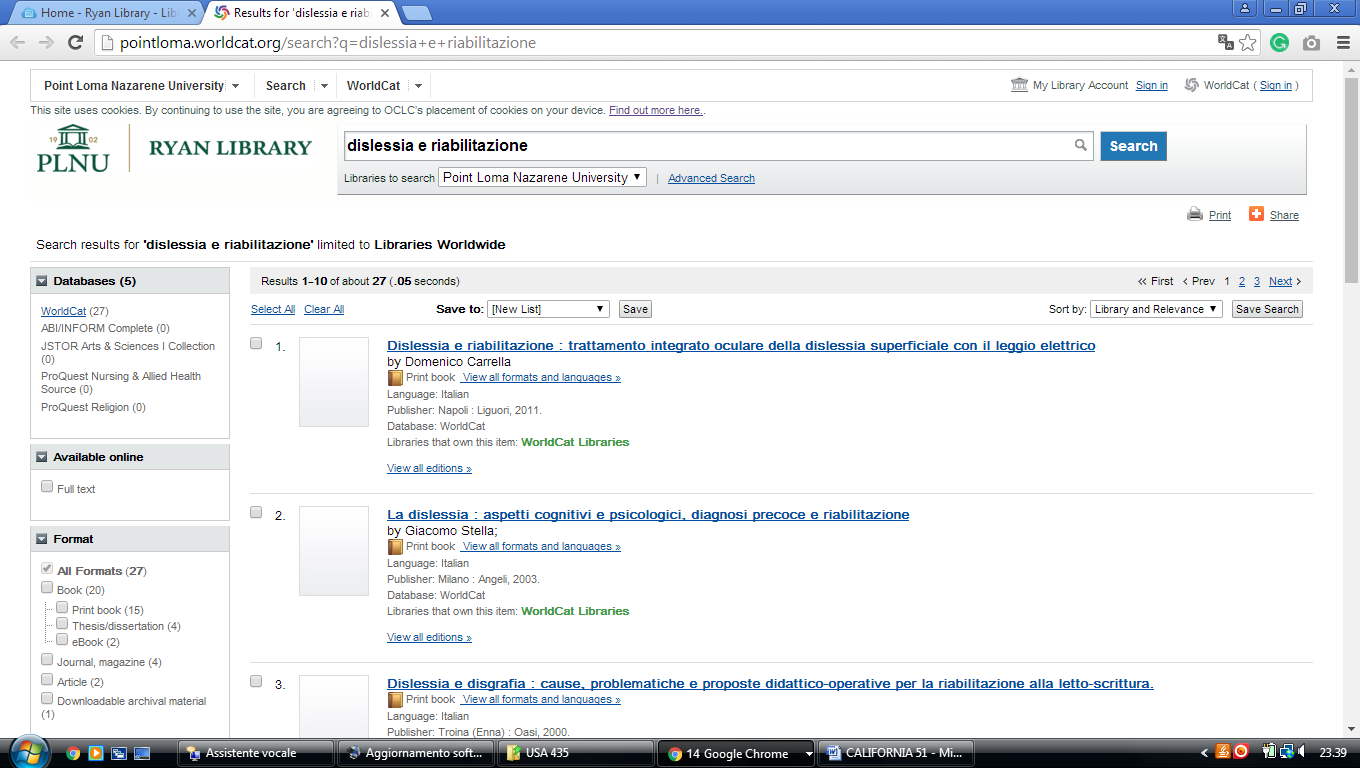 Home - Ryan Library - Lib
Results for 'dislessia e riab
pointloma.worldcat.org/search?q=dislessia+e+riabilitazione
Point Loma Nazarene University Search WorldCat My Library Account Sign in WorldCat ( Sign in )
This site uses cookies. By continuing to use the site, you are agreeing to OCLC's placement of cookies on your device. Find out more here..
19 02
PLNU RYAN LIBRARY
dislessia e riabilitazione Search
Libraries to search Point Loma Nazarene University | Advanced Search
Print Share
Search results for 'dislessia e riabilitazione' limited to Libraries Worldwide
Databases (5)
WorldCat (27)
ABI/INFORM Complete (0)
JSTOR Arts & Sciences I Collection
(0)
ProQuest Nursing & Allied Health
Source (0)
ProQuest Religion (0)
Available online
Full text
Format
All Formats (27)
Book (20)
Print book (15)
Thesis/dissertation (4)
eBook (2)
Journal, magazine (4)
Article (2)
Downloadable archival material
(1)
Results 1-10 of about 27 (.05 seconds) << First < Prev 1 2 3 Next >
Select All Clear All Save to: [New List] Save Sort by: Library and Relevance Save Search
1. Dislessia e riabilitazione : trattamento integrato oculare della dislessia superficiale con il leggio elettrico
by Domenico Carrella
Print book View all formats and languages »
Language: Italian
Publisher: Napoli : Liguori, 2011.
Database: WorldCat
Libraries that own this item: WorldCat Libraries
View all editions »
2. La dislessia : aspetti cognitivi e psicologici, diagnosi precoce e riabilitazione
by Giacomo Stella;
Print book View all formats and languages »
Language: Italian
Publisher: Milano : Angeli, 2003.
Database: WorldCat
Libraries that own this item: WorldCat Libraries
View all editions »
3. Dislessia e disgrafia : cause, problematiche e proposte didattico-operative per la riabilitazione alla letto-scrittura.
Print book View all formats and languages »
Language: Italian
Publisher: Troina (Enna) : Oasi, 2000.
Assistente vocale Aggiornamento soft... USA 435 14 Google Chrome CALIFORNIA 51 - Mi... 23.39